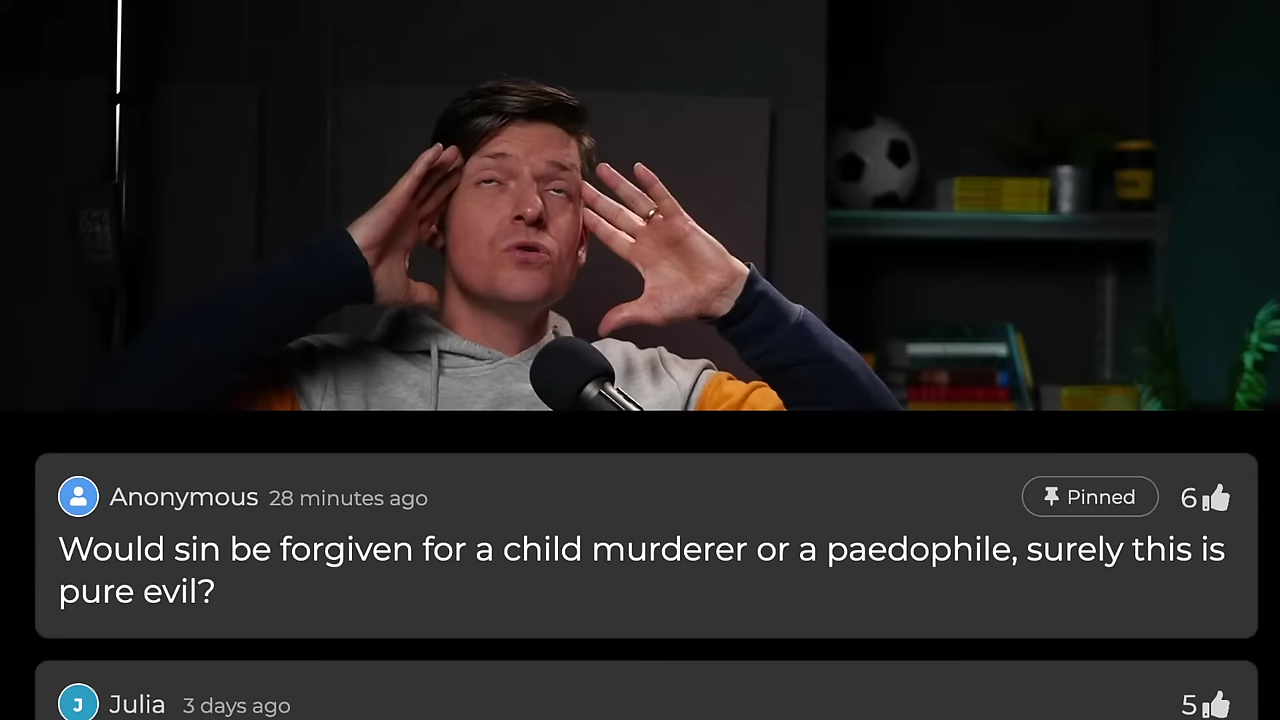 Anonymous 28 minutes ago
Pinned
6
Would sin be forgiven for a child murderer or a paedophile, surely this is
pure evil?
J
Julia 3 days ago
5